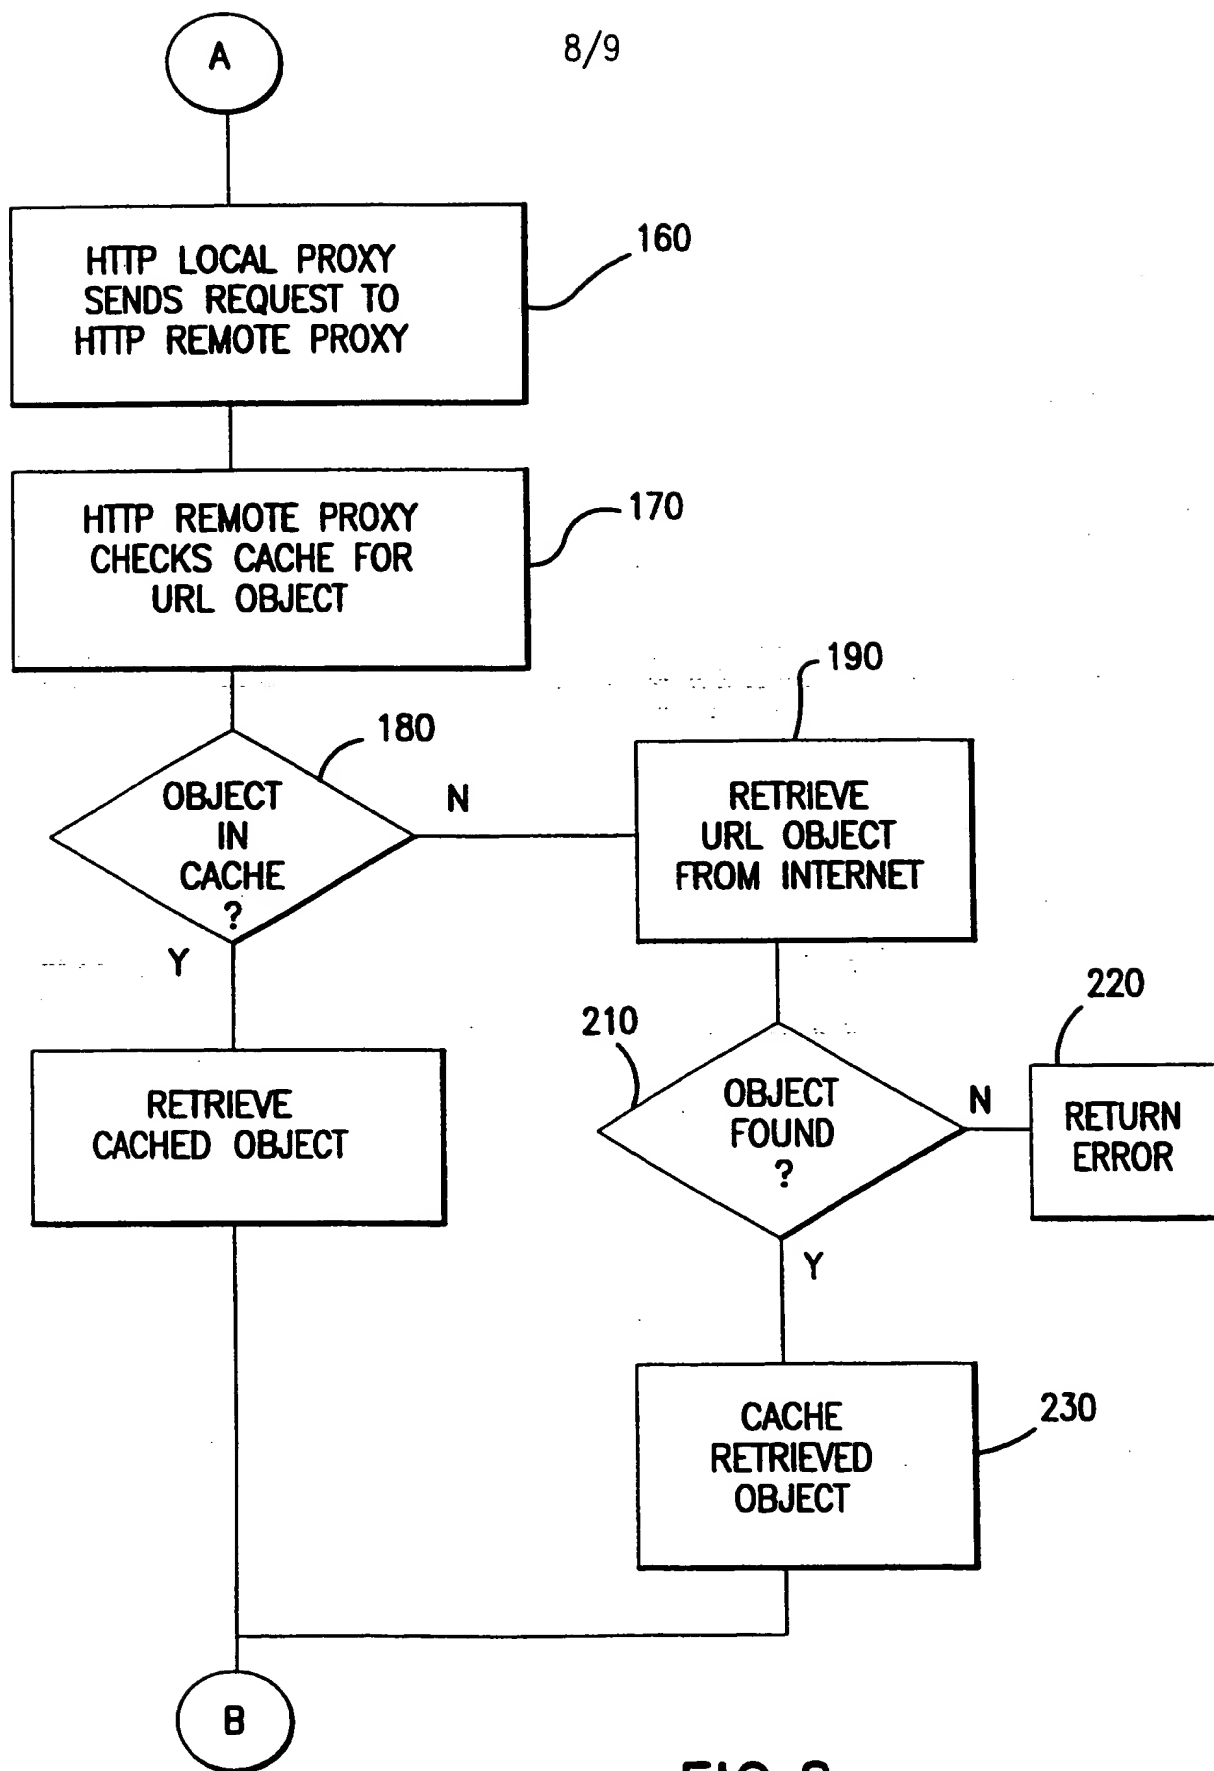 A
8/9
HTTP LOCAL PROXY
SENDS REQUEST TO
HTTP REMOTE PROXY
160
HTTP REMOTE PROXY
CHECKS CACHE FOR
URL OBJECT
170
180
OBJECT
IN
CACHE
?
N
Y
190
RETRIEVE
URL OBJECT
FROM INTERNET
RETRIEVE
CACHED OBJECT
210
OBJECT
FOUND
?
N
Y
220
RETURN
ERROR
CACHE
RETRIEVED
OBJECT
230
B